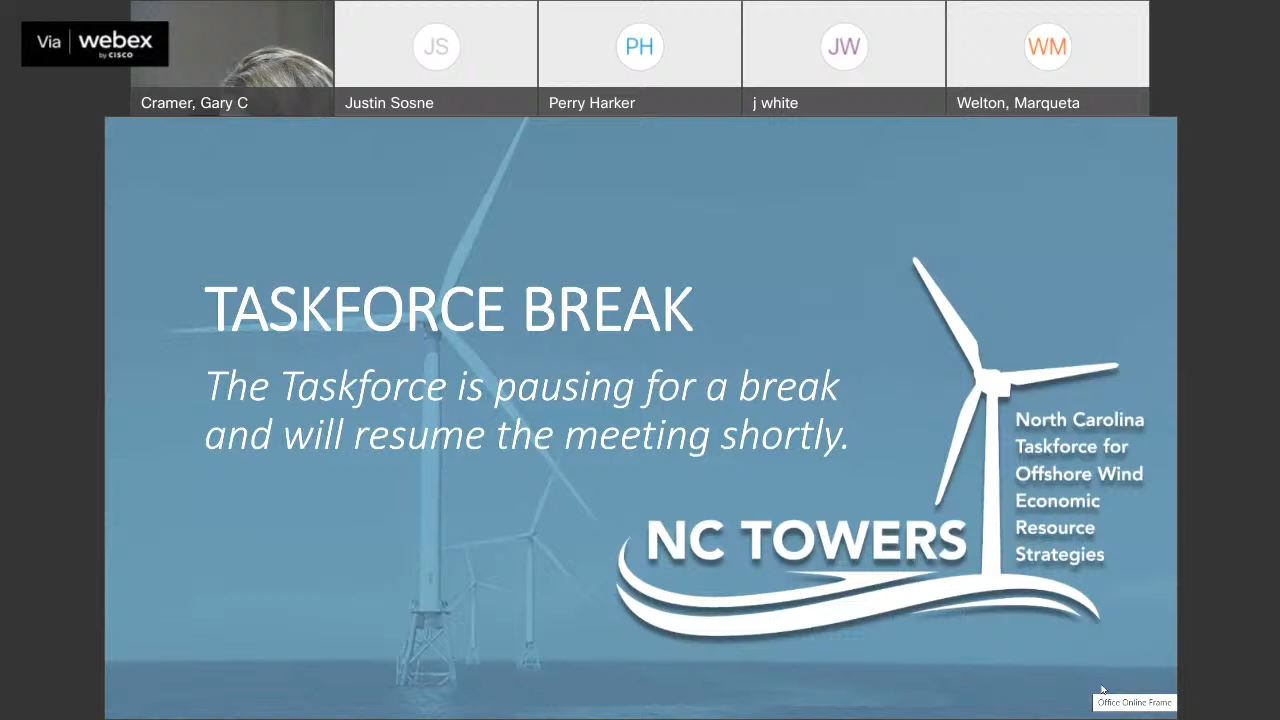 Via webex
by CISCO
JS
PH
JW
WM
Cramer, Gary C
Justin Sosne
Perry Harker
j white
Welton, Marqueta
TASKFORCE BREAK
The Taskforce is pausing for a break
and will resume the meeting shortly.
NC TOWERS
North Carolina
Taskforce for
Offshore Wind
Economic
Resource
Strategies
Office Online Frame